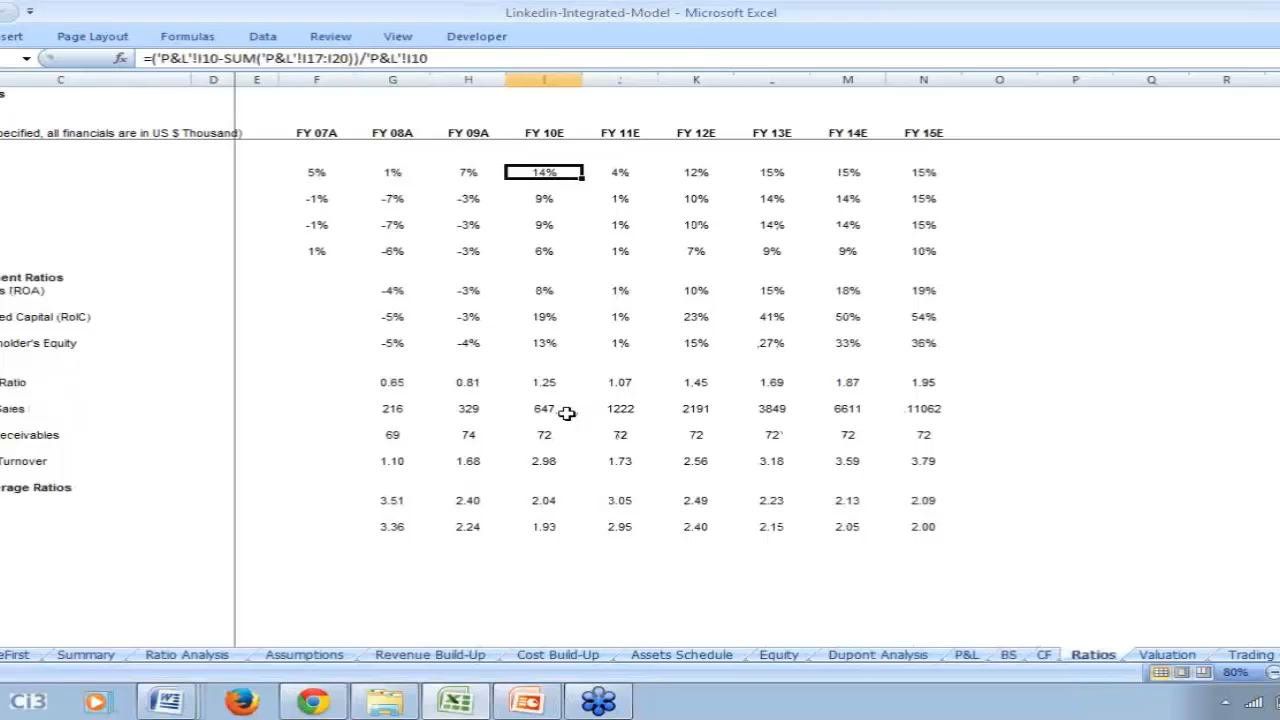 Linkedin-Integrated-Model - Microsoft Excel
sert Page Layout Formulas Data Review View Developer
fx =('P&L'!I10-SUM('P&L'!I17:I20))/'P&L'!I10
C D E F G H I J K L M N O P Q R
s
pecified, all financials are in US $ Thousand) FY 07A FY 08A FY 09A FY 10E FY 11E FY 12E FY 13E FY 14E FY 15E
5% 1% 7% 14% 4% 12% 15% 15% 15%
-1% -7% -3% 9% 1% 10% 14% 14% 15%
-1% -7% -3% 9% 1% 10% 14% 14% 15%
1% -6% -3% 6% 1% 7% 9% 9% 10%
ent Ratios
s (ROA) -4% -3% 8% 1% 10% 15% 18% 19%
ed Capital (RoIC) -5% -3% 19% 1% 23% 41% 50% 54%
holder's Equity -5% -4% 13% 1% 15% 27% 33% 36%
Ratio 0.65 0.81 1.25 1.07 1.45 1.69 1.87 1.95
Sales 216 329 647 1222 2191 3849 6611 11062
eceivables 69 74 72 72 72 72 72 72
Turnover 1.10 1.68 2.98 1.73 2.56 3.18 3.59 3.79
rage Ratios
3.51 2.40 2.04 3.05 2.49 2.23 2.13 2.09
3.36 2.24 1.93 2.95 2.40 2.15 2.05 2.00
eFirst Summary Ratio Analysis Assumptions Revenue Build-Up Cost Build-Up Assets Schedule Equity Dupont Analysis P&L BS CF Ratios Valuation Trading
80%
Ci3